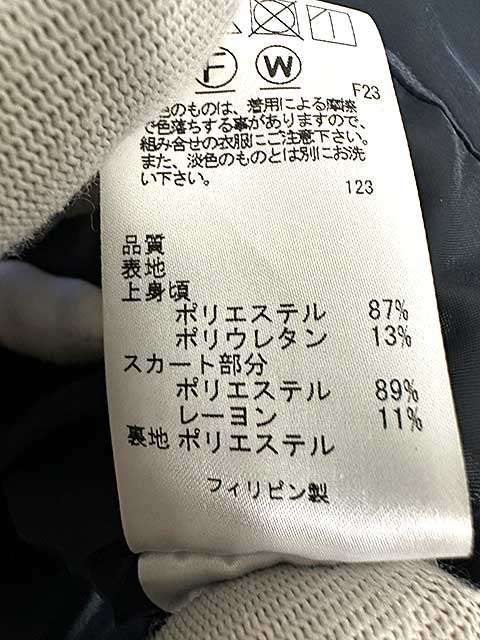 F W
F23
色のものは、着用による摩擦
で色落ちする事がありますので、
組み合せの衣服にご注意下さい。
また、淡色のものとは別にお洗
い下さい。
123
品質
表地
上身頃
ポリエステル 87%
ポリウレタン 13%
スカート部分
ポリエステル 89%
レーヨン 11%
裏地 ポリエステル
フィリピン製